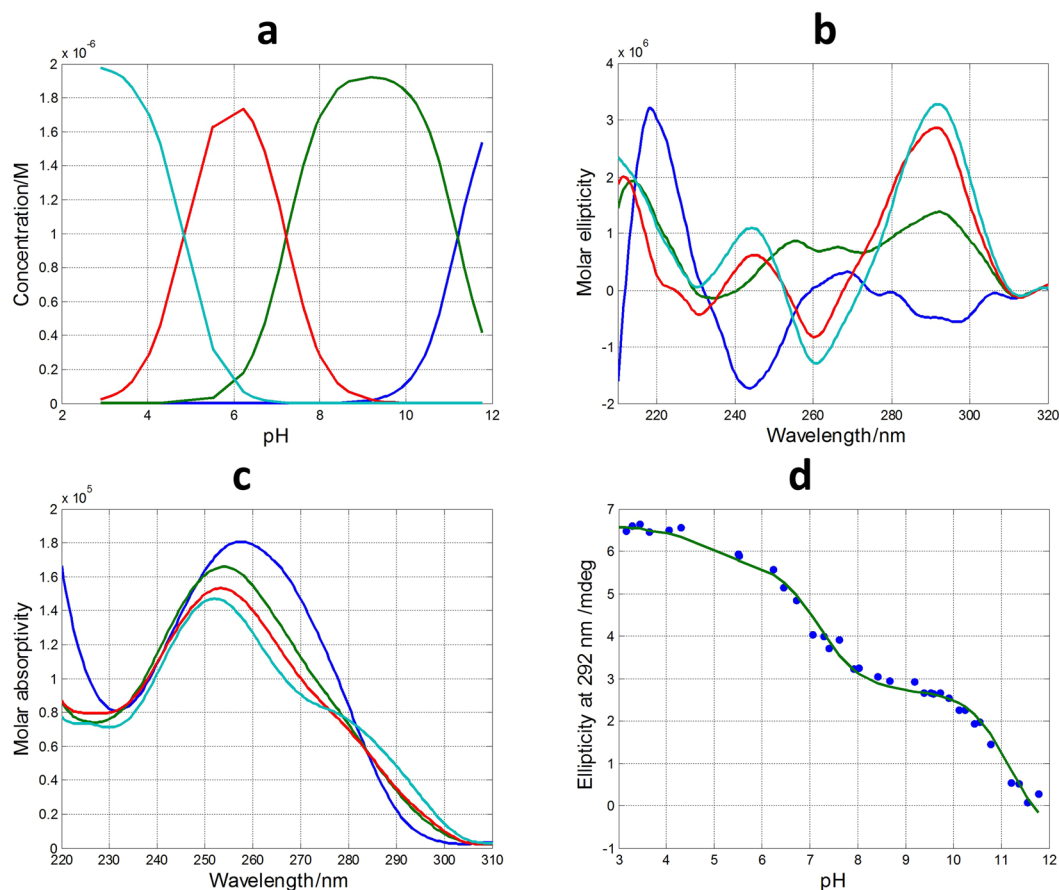 a
x 10^-6
2
1.8
1.6
1.4
1.2
1
0.8
0.6
0.4
0.2
0
2 4 6 8 10 12
Concentration/M
pH
b
x 10^6
4
3
2
1
0
-1
-2
220 240 260 280 300 320
Molar ellipticity
Wavelength/nm
c
x 10^5
2
1.8
1.6
1.4
1.2
1
0.8
0.6
0.4
0.2
0
220 230 240 250 260 270 280 290 300 310
Molar absorptivity
Wavelength/nm
d
7
6
5
4
3
2
1
0
-1
3 4 5 6 7 8 9 10 11 12
Ellipticity at 292 nm /mdeg
pH